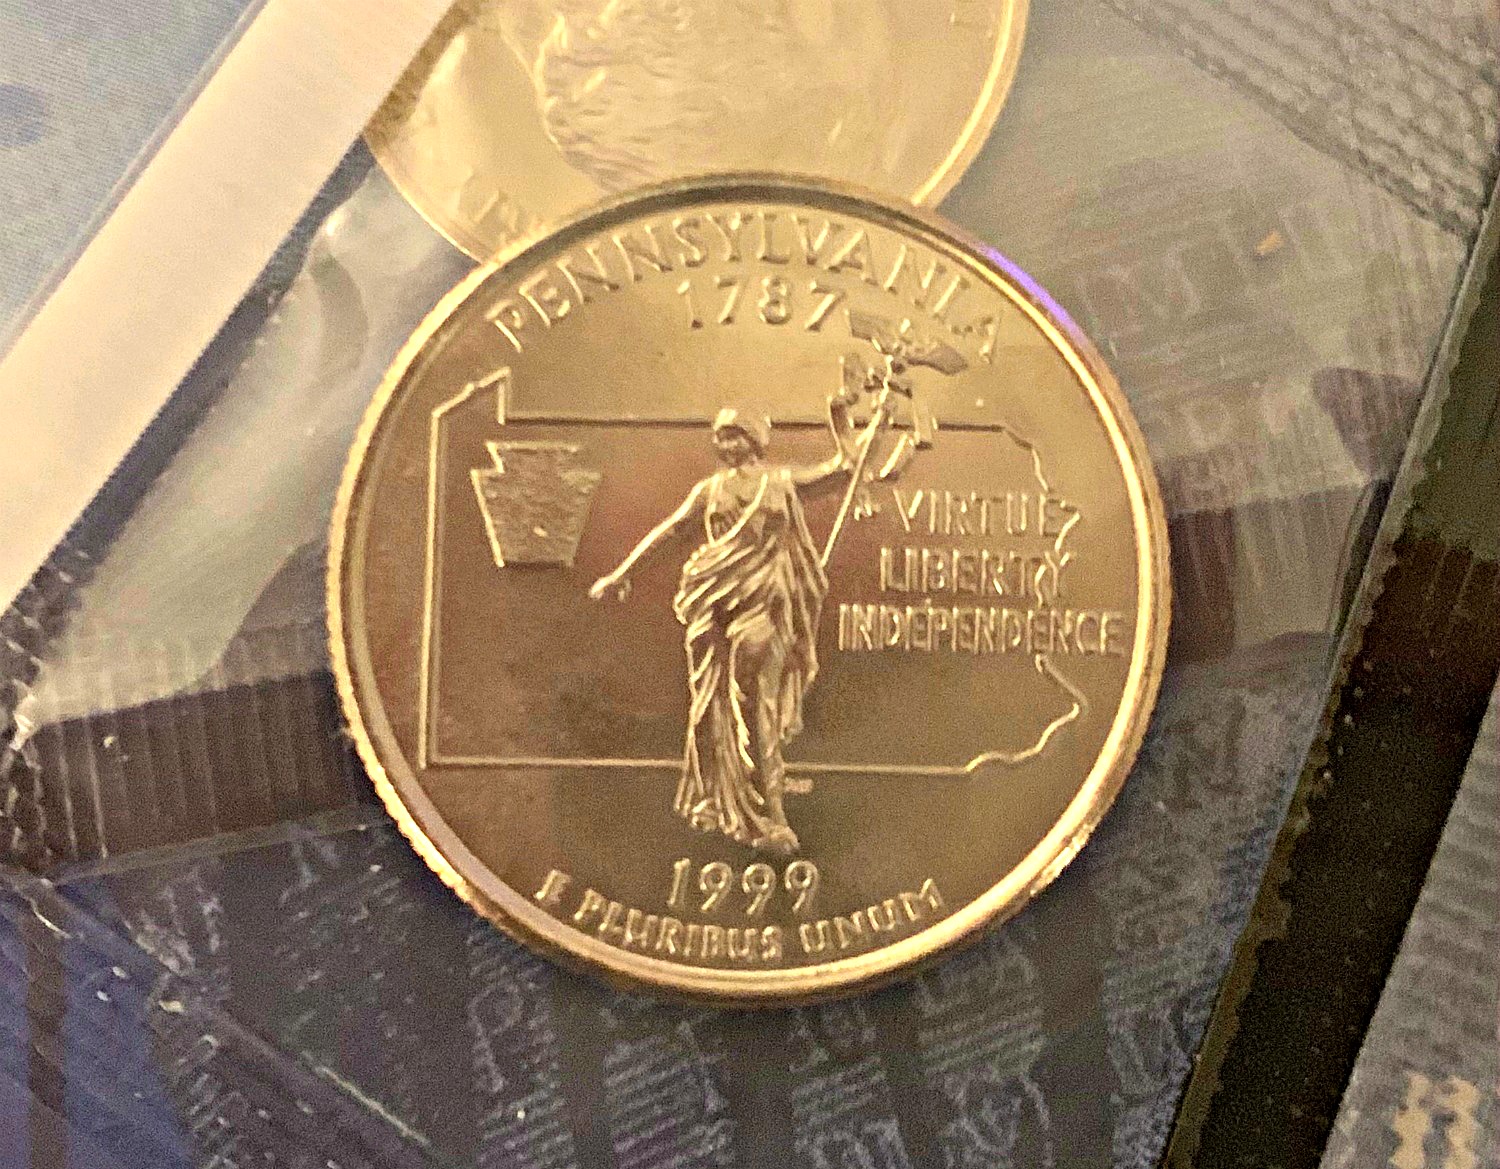 PENNSYLVANIA
1787
VIRTUE
LIBERTY
INDEPENDENCE
1999
E PLURIBUS UNUM